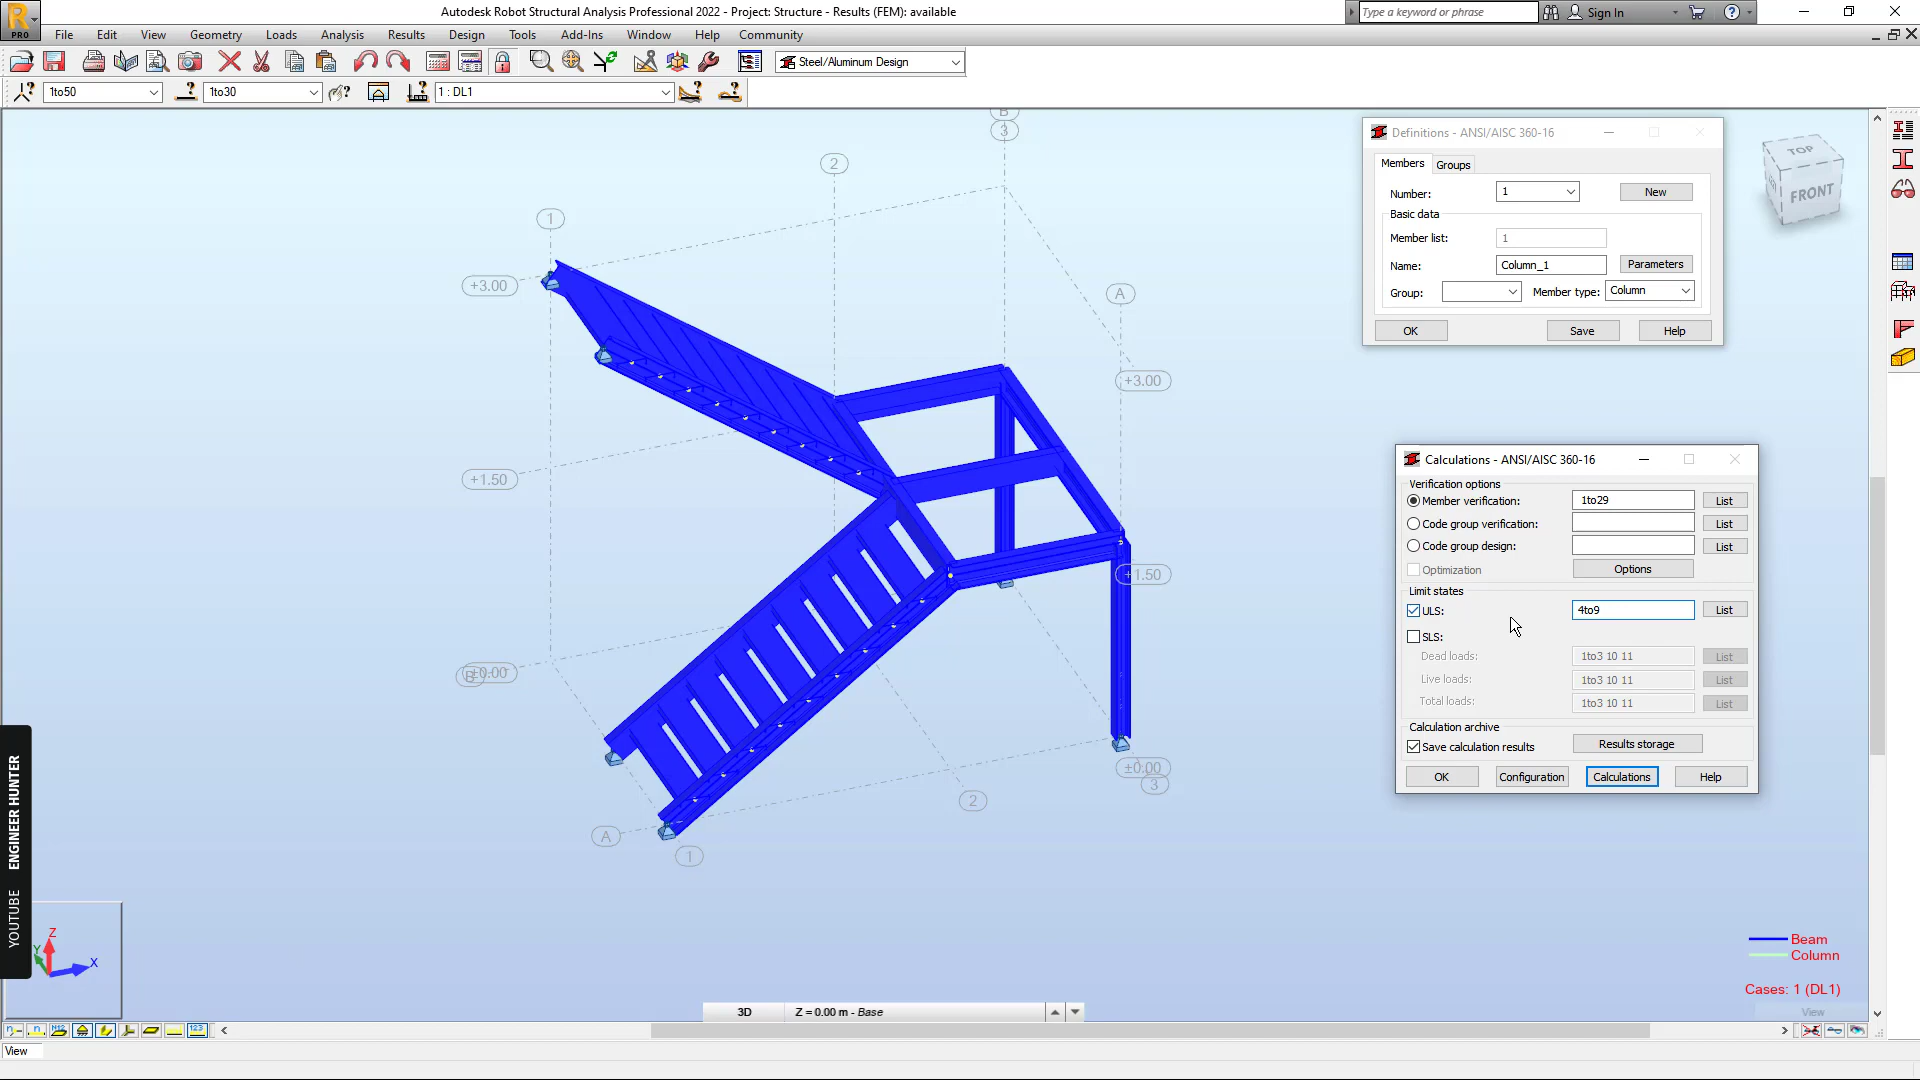 Autodesk Robot Structural Analysis Professional 2022 - Project: Structure - Results (FEM): available
Type a keyword or phrase
Sign In
PRO
File Edit View Geometry Loads Analysis Results Design Tools Add-Ins Window Help Community
Steel/Aluminum Design
1to50
1to30
1 : DL1
B
3
2
1
+3.00
A
+3.00
+1.50
+1.50
B
±0.00
±0.00
3
2
A
1
TOP
FRONT
Definitions - ANSI/AISC 360-16
Members
Groups
Number:
1
New
Basic data
Member list:
1
Name:
Column_1
Parameters
Group:
Member type:
Column
OK
Save
Help
Calculations - ANSI/AISC 360-16
Verification options
Member verification:
1to29
List
Code group verification:
List
Code group design:
List
Optimization
Options
Limit states
ULS:
4to9
List
SLS:
Dead loads:
1to3 10 11
List
Live loads:
1to3 10 11
List
Total loads:
1to3 10 11
List
Calculation archive
Save calculation results
Results storage
OK
Configuration
Calculations
Help
YOUTUBE ENGINEER HUNTER
Z
Y
X
Beam
Column
Cases: 1 (DL1)
View
3D
Z = 0.00 m - Base
View